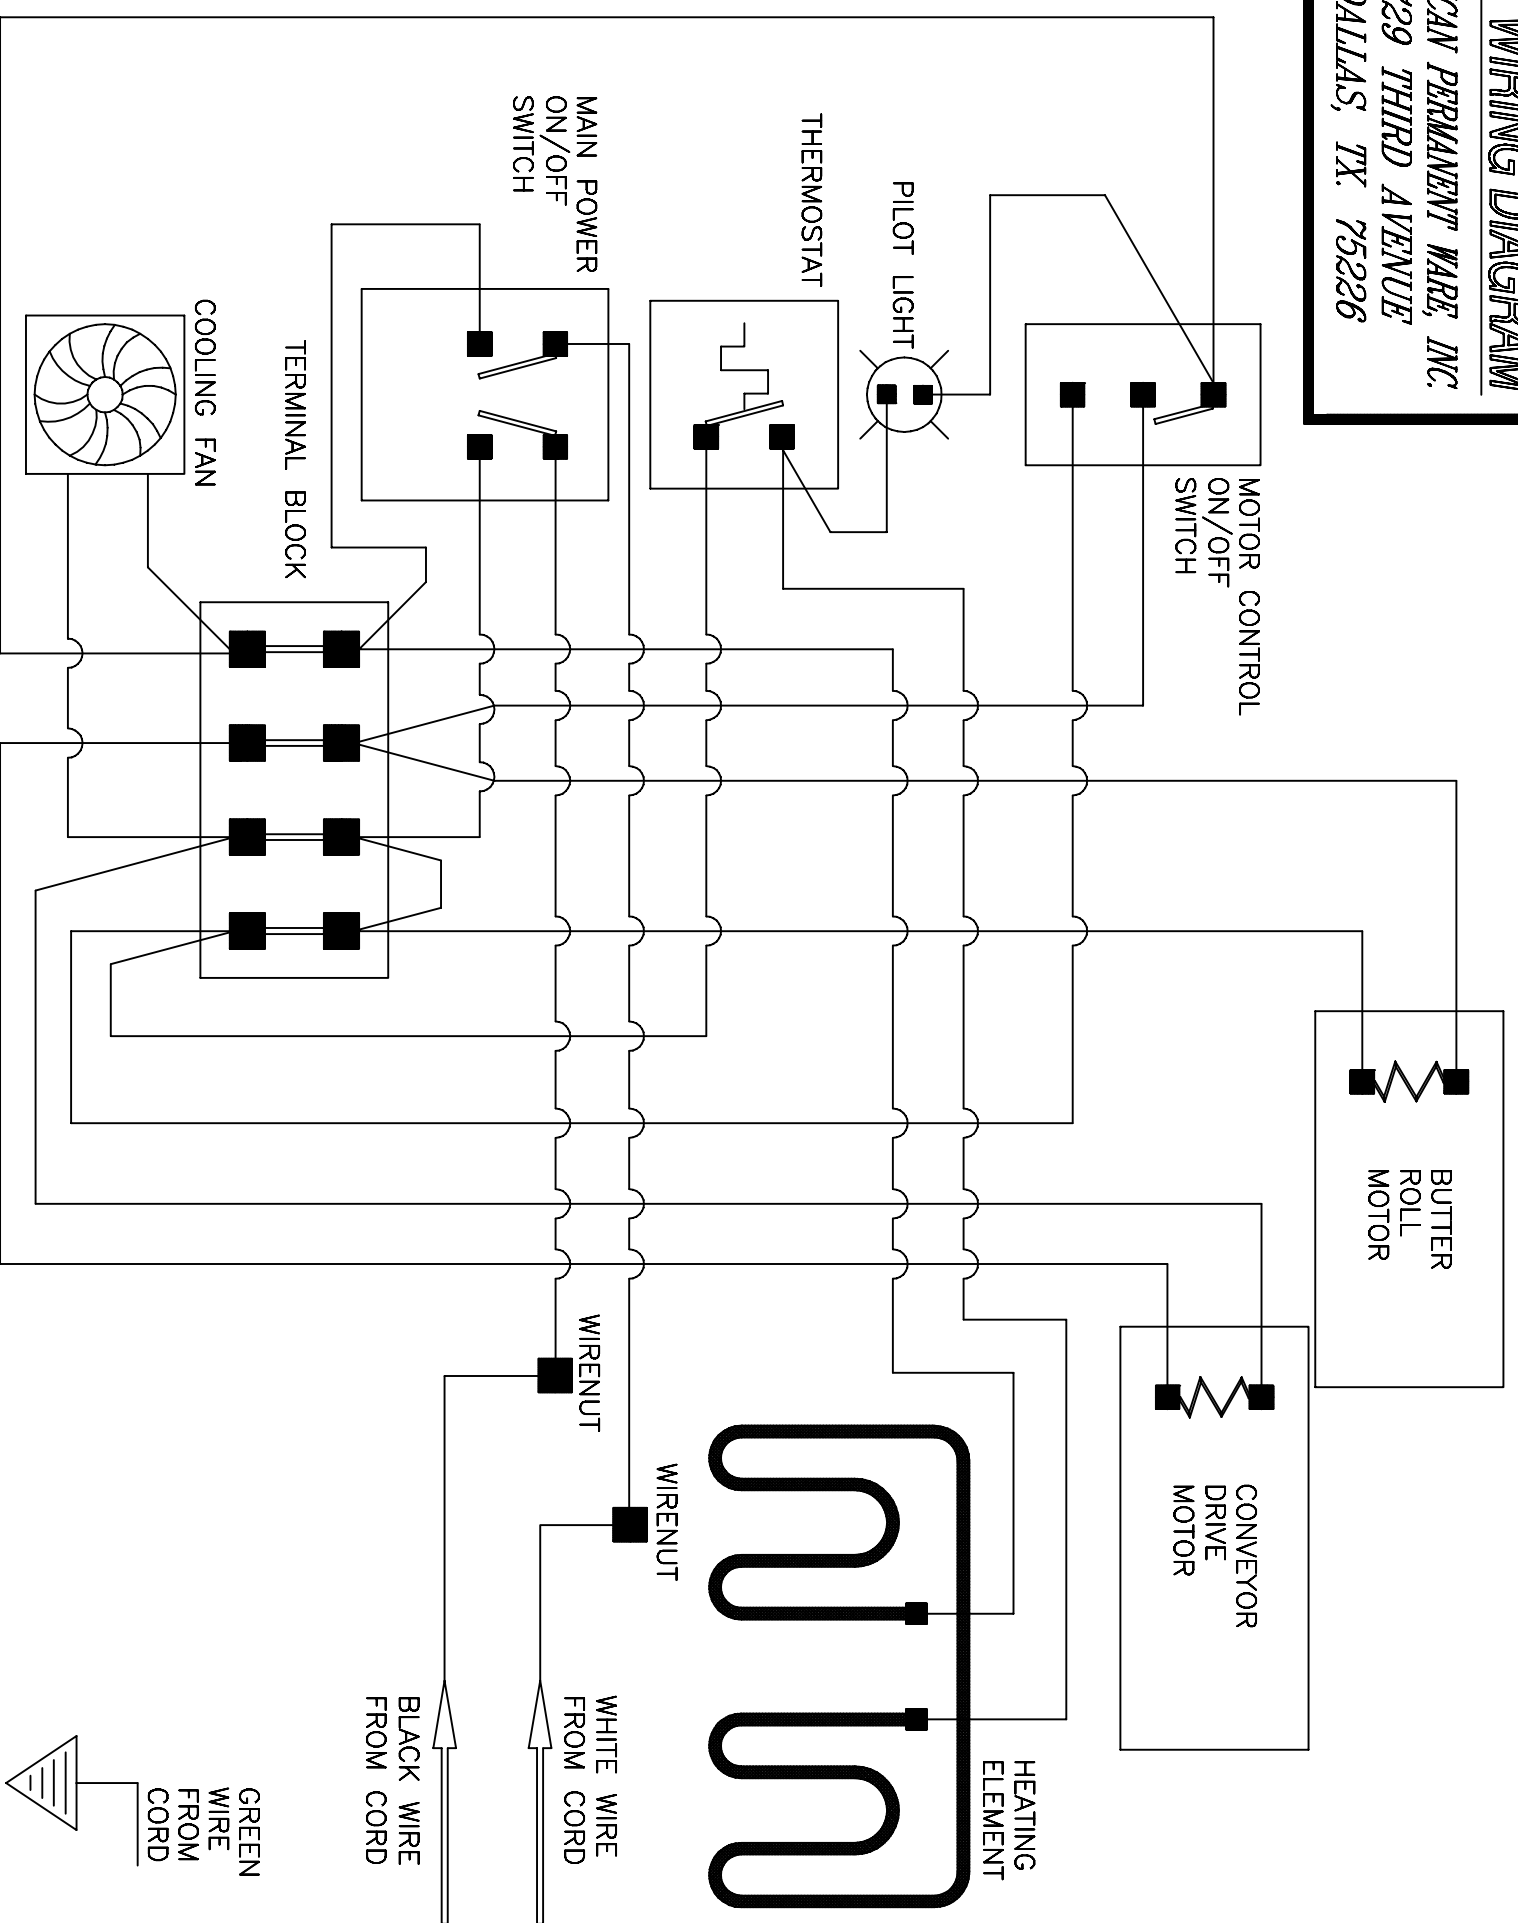 WIRING DIAGRAM
CAN PERMANENT WARE, INC.
729 THIRD AVENUE
DALLAS, TX. 75226
BUTTER
ROLL
MOTOR
MOTOR CONTROL
ON/OFF
SWITCH
CONVEYOR
DRIVE
MOTOR
PILOT LIGHT
HEATING
ELEMENT
THERMOSTAT
WIRENUT
WHITE WIRE
FROM CORD
MAIN POWER
ON/OFF
SWITCH
WIRENUT
BLACK WIRE
FROM CORD
TERMINAL BLOCK
COOLING FAN
GREEN
WIRE
FROM
CORD